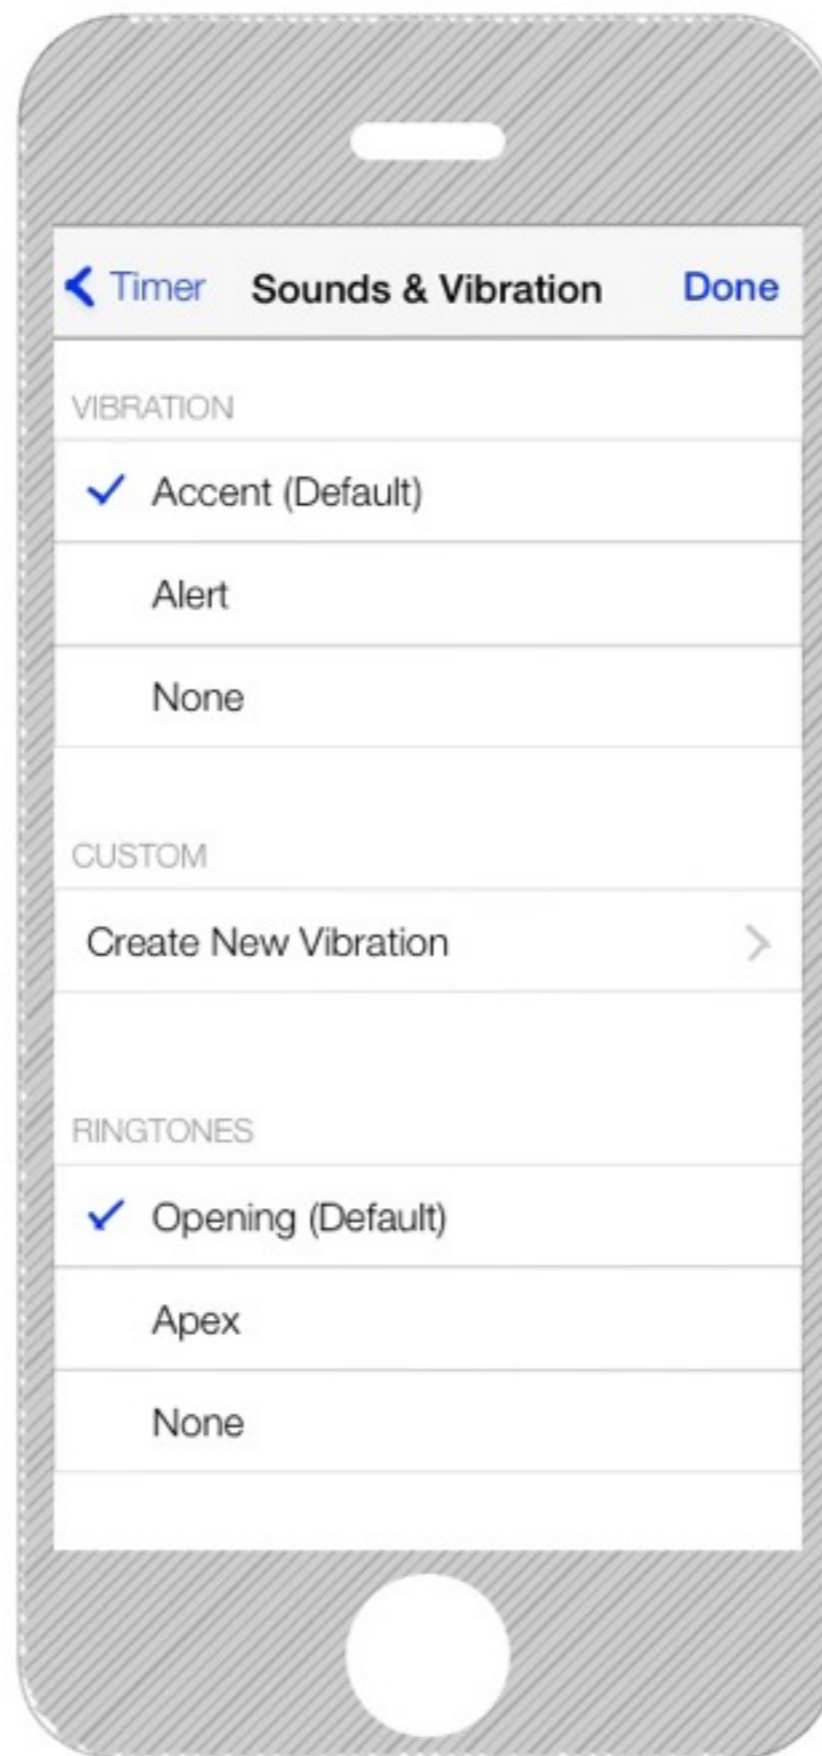 Timer Sounds & Vibration Done
VIBRATION
Accent (Default)
Alert
None
CUSTOM
Create New Vibration
RINGTONES
Opening (Default)
Apex
None